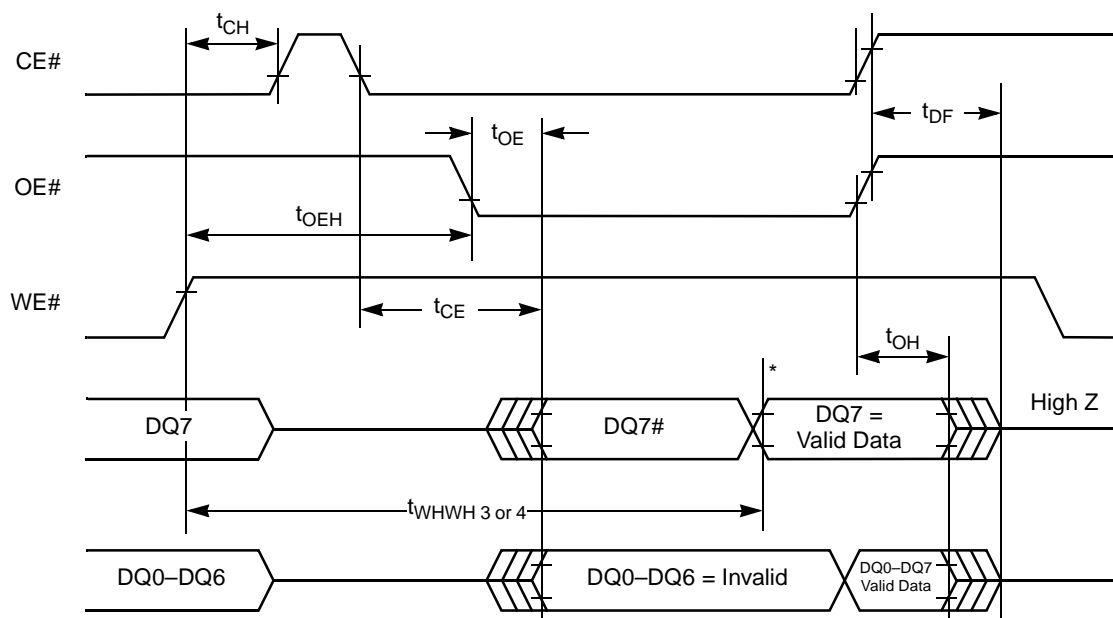 tCH
CE#
tOE
tDF
OE#
tOEH
WE#
tCE
tOH
*
DQ7
DQ7#
DQ7 =
Valid Data
High Z
tWHWH 3 or 4
DQ0–DQ6
DQ0–DQ6 = Invalid
DQ0–DQ7
Valid Data